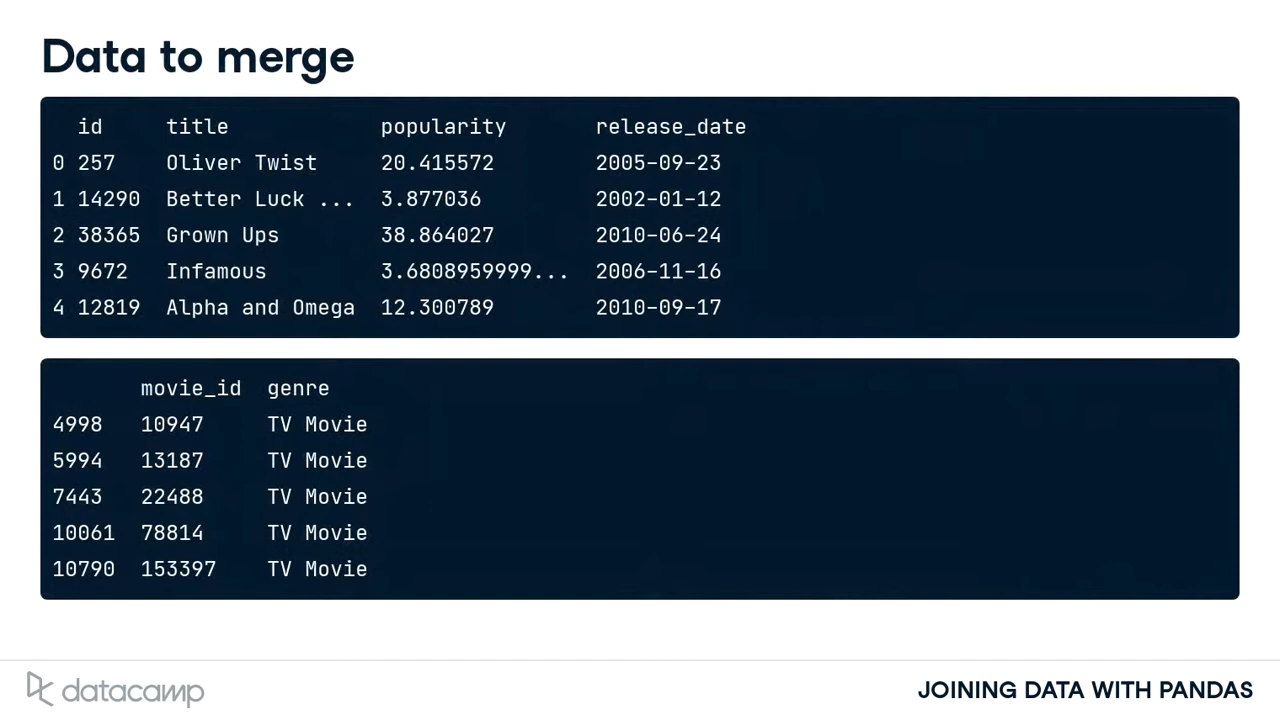 Data to merge
id title popularity release_date
0 257 Oliver Twist 20.415572 2005-09-23
1 14290 Better Luck ... 3.877036 2002-01-12
2 38365 Grown Ups 38.864027 2010-06-24
3 9672 Infamous 3.6808959999... 2006-11-16
4 12819 Alpha and Omega 12.300789 2010-09-17
movie_id genre
4998 10947 TV Movie
5994 13187 TV Movie
7443 22488 TV Movie
10061 78814 TV Movie
10790 153397 TV Movie
datacamp
JOINING DATA WITH PANDAS